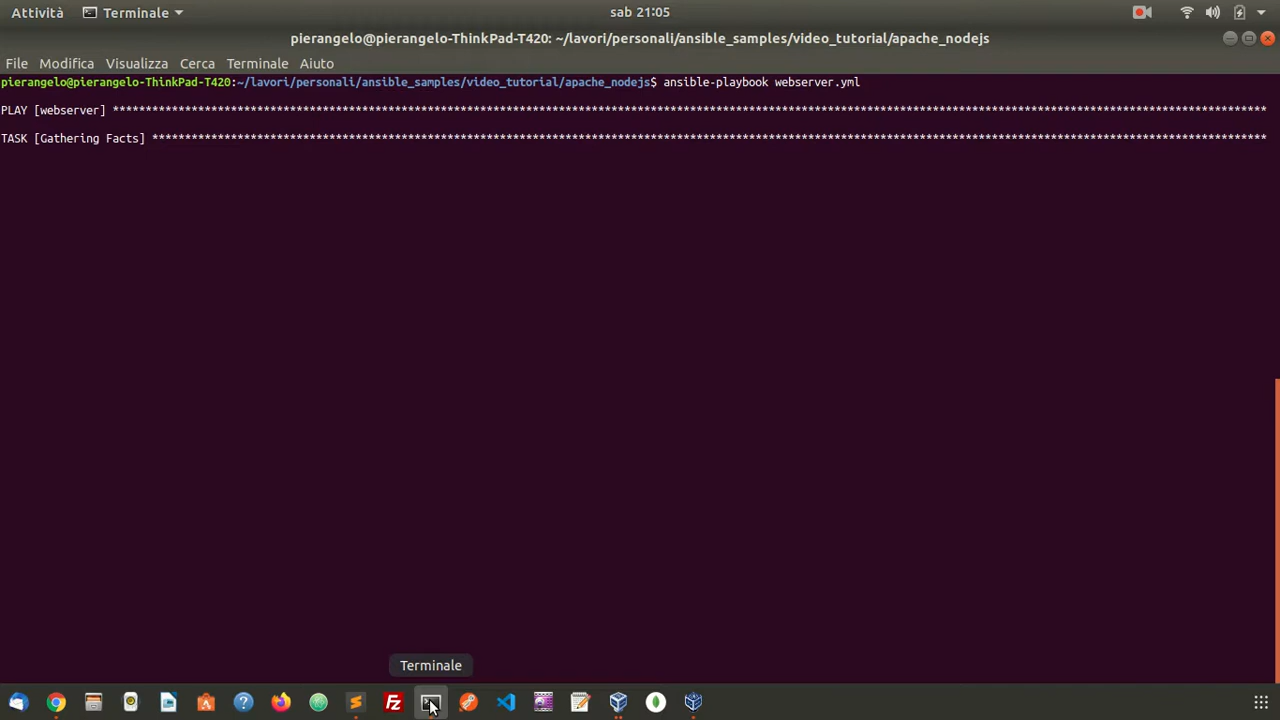 Attività Terminale sab 21:05
pierangelo@pierangelo-ThinkPad-T420: ~/lavori/personali/ansible_samples/video_tutorial/apache_nodejs
File Modifica Visualizza Cerca Terminale Aiuto
pierangelo@pierangelo-ThinkPad-T420:~/lavori/personali/ansible_samples/video_tutorial/apache_nodejs$ ansible-playbook webserver.yml
PLAY [webserver] ********************************************************************************************************************************************************************************
TASK [Gathering Facts] **************************************************************************************************************************************************************************
Terminale
Fz